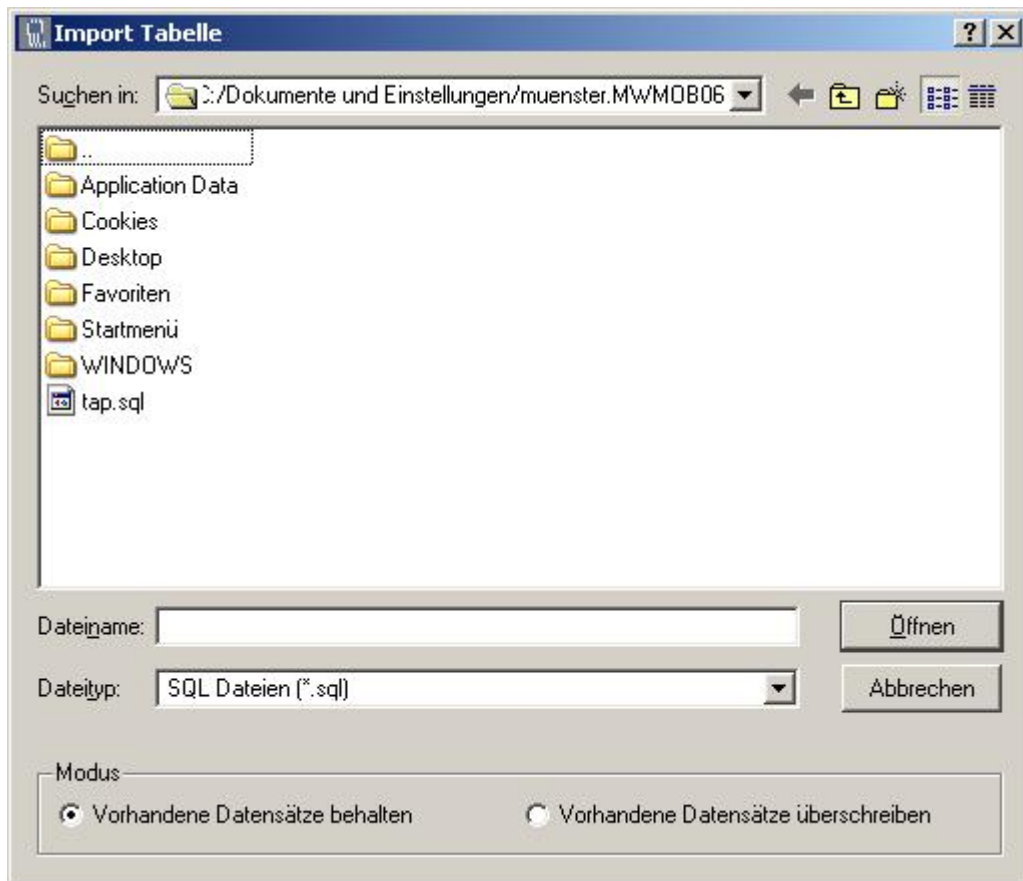 Import Tabelle
Suchen in: C:/Dokumente und Einstellungen/muenster.MWMOB06
..
Application Data
Cookies
Desktop
Favoriten
Startmenü
WINDOWS
tap.sql
Dateiname: Öffnen
Dateityp: SQL Dateien (*.sql) Abbrechen
Modus
Vorhandene Datensätze behalten Vorhandene Datensätze überschreiben